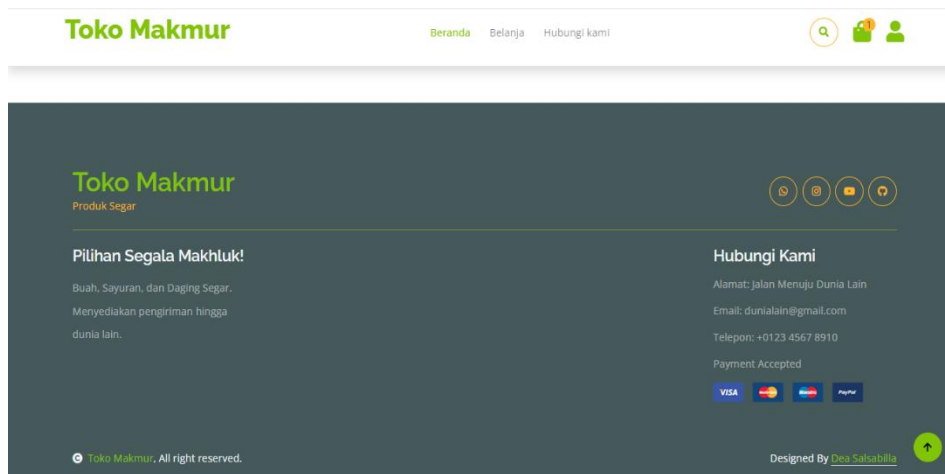 Toko Makmur
Beranda Belanja Hubungi kami
1
Toko Makmur
Produk Segar
Pilihan Segala Makhluk!
Buah, Sayuran, dan Daging Segar.
Menyediakan pengiriman hingga
dunia lain.
Hubungi Kami
Alamat: Jalan Menuju Dunia Lain
Email: dunialain@gmail.com
Telepon: +0123 4567 8910
Payment Accepted
VISA PayPal
Toko Makmur, All right reserved.
Designed By Dea Salsabilla